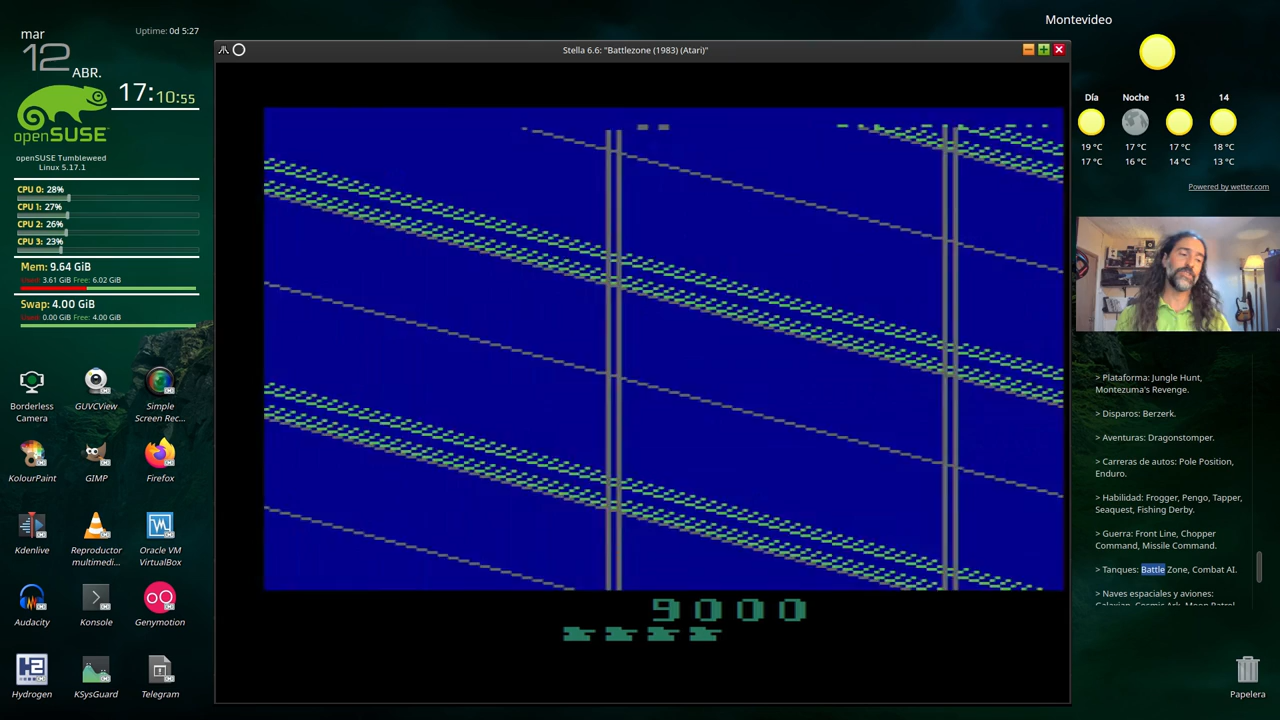 mar
12
ABR.
Uptime: 0d 5:27
17:10:55
openSUSE
openSUSE Tumbleweed
Linux 5.17.1
CPU 0: 28%
CPU 1: 27%
CPU 2: 26%
CPU 3: 23%
Mem: 9.64 GiB
Used: 3.61 GiB Free: 6.02 GiB
Swap: 4.00 GiB
Used: 0.00 GiB Free: 4.00 GiB
Borderless
Camera
GUVCView
Simple
Screen Rec...
KolourPaint
GIMP
Firefox
Kdenlive
Reproductor
multimedi...
Oracle VM
VirtualBox
Audacity
Konsole
Genymotion
Hydrogen
KSysGuard
Telegram
Stella 6.6: "Battlezone (1983) (Atari)"
9000
Montevideo
Día
Noche
13
14
19 °C
17 °C
17 °C
18 °C
17 °C
16 °C
14 °C
13 °C
Powered by wetter.com
> Plataforma: Jungle Hunt,
Montezuma's Revenge.
> Disparos: Berzerk.
> Aventuras: Dragonstomper.
> Carreras de autos: Pole Position,
Enduro.
> Habilidad: Frogger, Pengo, Tapper,
Seaquest, Fishing Derby.
> Guerra: Front Line, Chopper
Command, Missile Command.
> Tanques: Battle Zone, Combat AI.
> Naves espaciales y aviones:
Galaxian, Cosmic Ark, Moon Patrol,
Papelera